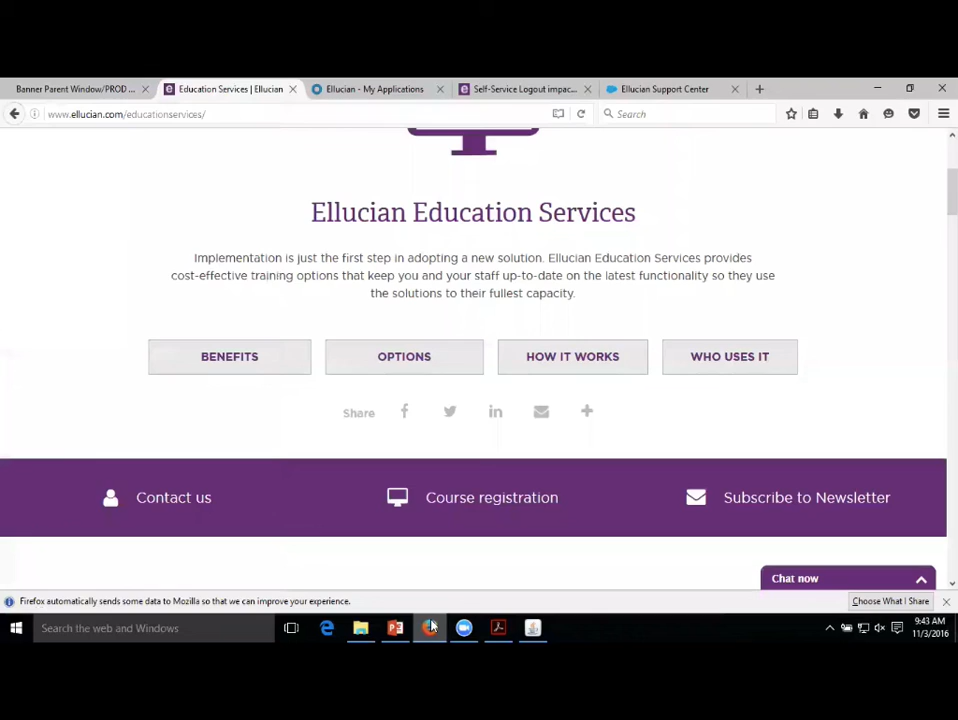 Banner Parent Window/PROD ...
Education Services | Ellucian
Ellucian - My Applications
Self-Service Logout impac...
Ellucian Support Center
www.ellucian.com/educationservices/
Search
Ellucian Education Services
Implementation is just the first step in adopting a new solution. Ellucian Education Services provides
cost-effective training options that keep you and your staff up-to-date on the latest functionality so they use
the solutions to their fullest capacity.
BENEFITS
OPTIONS
HOW IT WORKS
WHO USES IT
Share
Contact us
Course registration
Subscribe to Newsletter
Chat now
Firefox automatically sends some data to Mozilla so that we can improve your experience.
Choose What I Share
Search the web and Windows
9:43 AM
11/3/2016